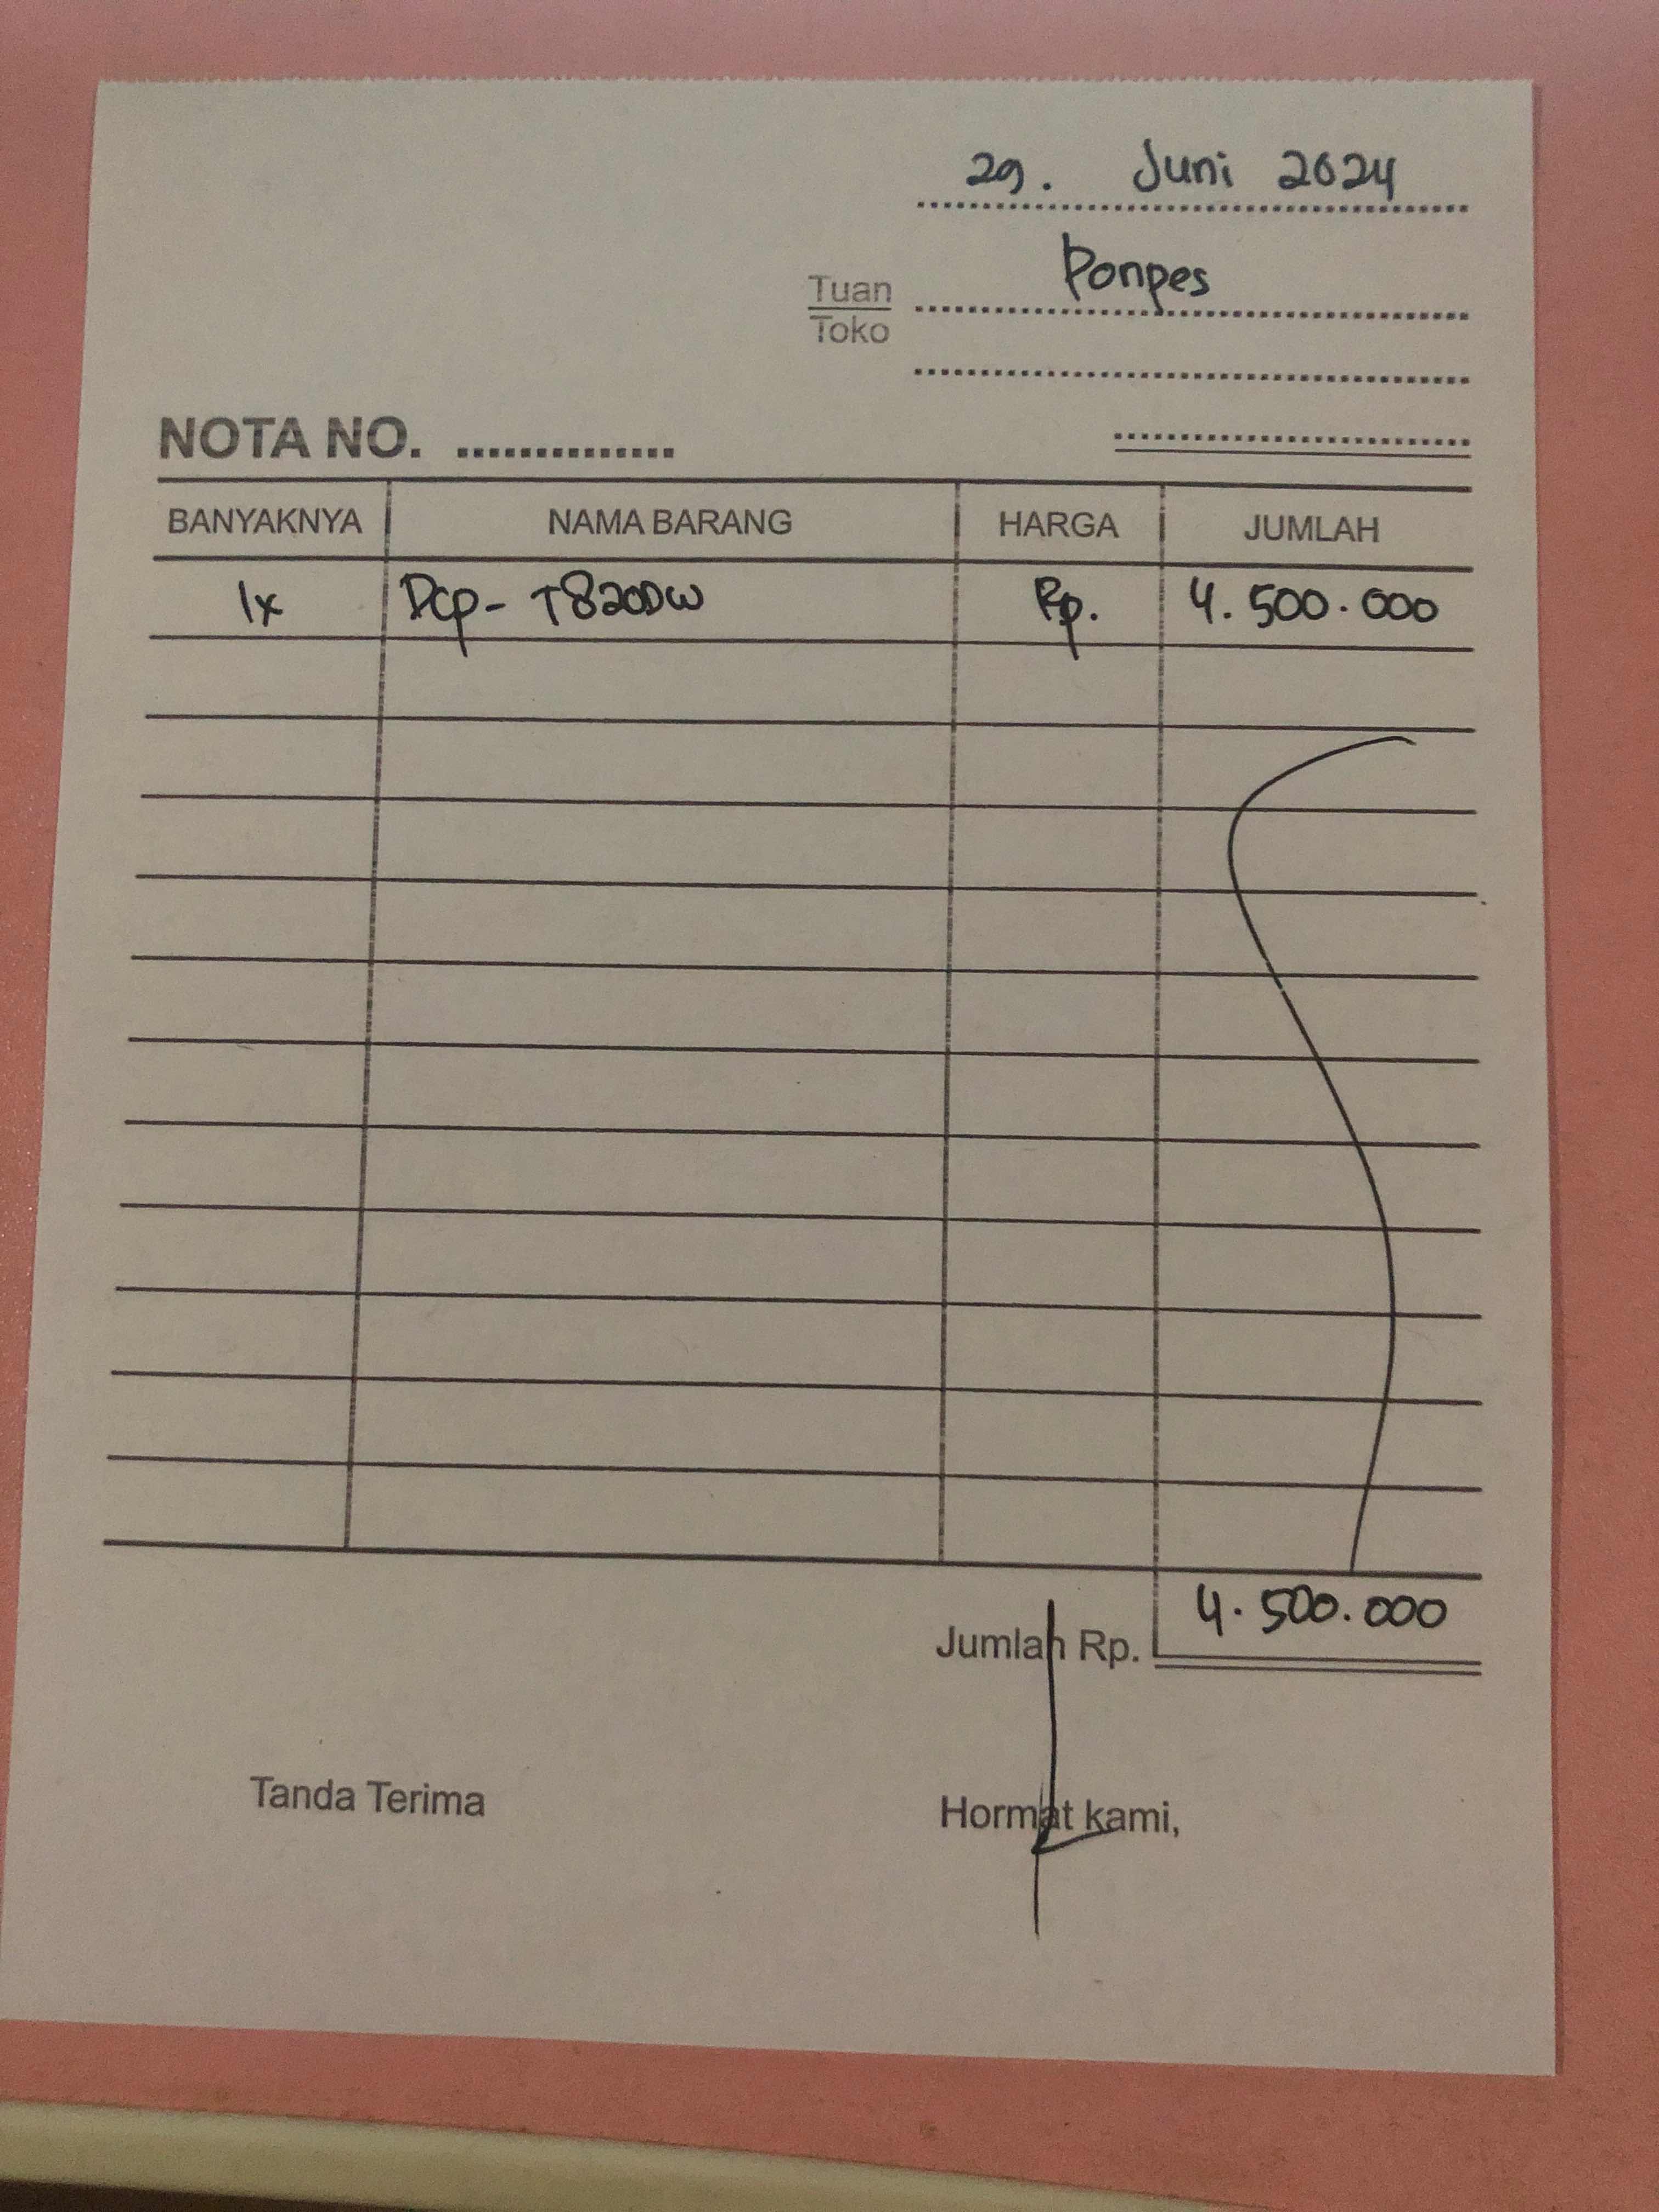 29. Juni 2024
Tuan
Toko
Ponpes
NOTA NO. ..............
BANYAKNYA NAMA BARANG HARGA JUMLAH
1x Dcp- T820DW Rp. 4.500.000
Jumlah Rp. 4.500.000
Tanda Terima Hormat kami,